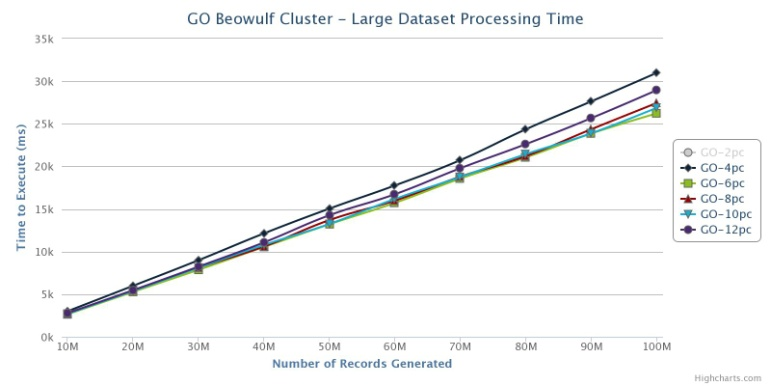 GO Beowulf Cluster - Large Dataset Processing Time
35k
30k
25k
20k
15k
10k
5k
0k
Time to Execute (ms)
10M 20M 30M 40M 50M 60M 70M 80M 90M 100M
Number of Records Generated
GO-2pc
GO-4pc
GO-6pc
GO-8pc
GO-10pc
GO-12pc
Highcharts.com